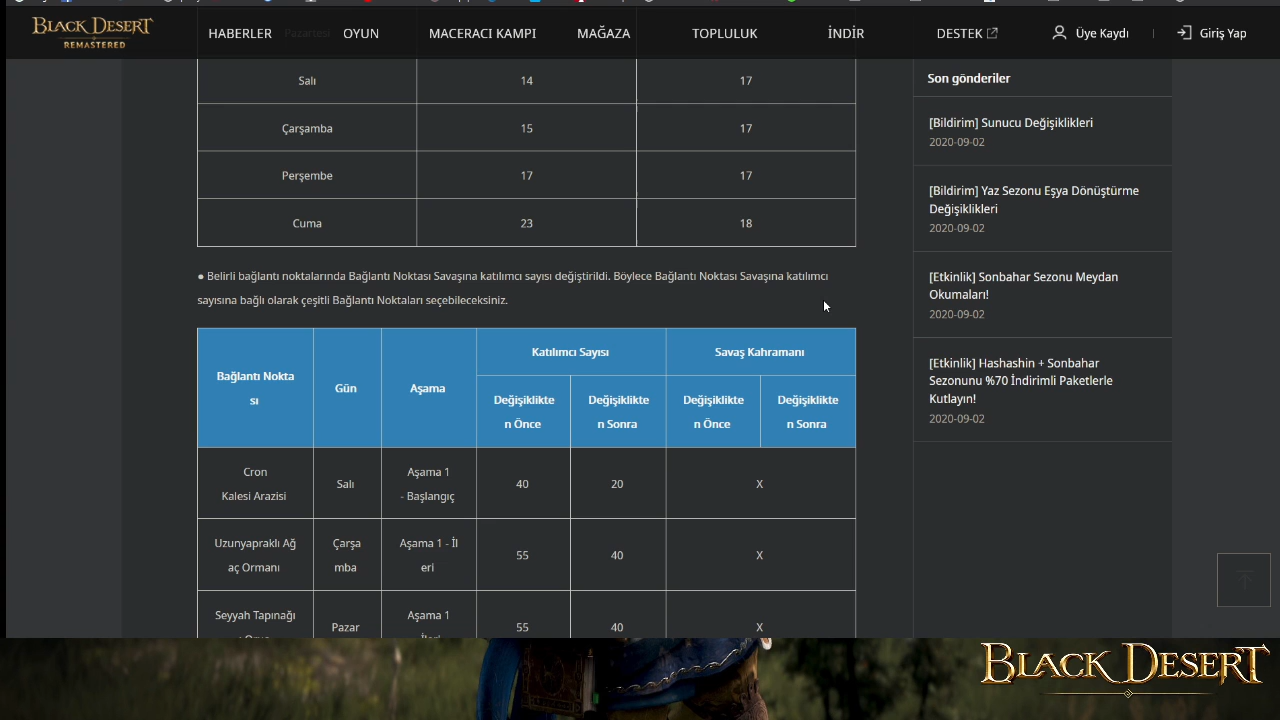 BLACK DESERT
REMASTERED
HABERLER
Pazartesi
OYUN
MACERACI KAMPI
MAĞAZA
TOPLULUK
İNDİR
DESTEK
Üye Kaydı
Giriş Yap
Salı 14 17
Çarşamba 15 17
Perşembe 17 17
Cuma 23 18
● Belirli bağlantı noktalarında Bağlantı Noktası Savaşına katılımcı sayısı değiştirildi. Böylece Bağlantı Noktası Savaşına katılımcı
sayısına bağlı olarak çeşitli Bağlantı Noktaları seçebileceksiniz.
Bağlantı Nokta
sı
Gün
Aşama
Katılımcı Sayısı
Savaş Kahramanı
Değişiklikte
n Önce
Değişiklikte
n Sonra
Değişiklikte
n Önce
Değişiklikte
n Sonra
Cron
Kalesi Arazisi
Salı
Aşama 1
- Başlangıç
40
20
X
Uzunyapraklı Ağ
aç Ormanı
Çarşa
mba
Aşama 1 - İl
eri
55
40
X
Seyyah Tapınağı
Pazar
Aşama 1
55
40
X
Son gönderiler
[Bildirim] Sunucu Değişiklikleri
2020-09-02
[Bildirim] Yaz Sezonu Eşya Dönüştürme
Değişiklikleri
2020-09-02
[Etkinlik] Sonbahar Sezonu Meydan
Okumaları!
2020-09-02
[Etkinlik] Hashashin + Sonbahar
Sezonunu %70 İndirimli Paketlerle
Kutlayın!
2020-09-02
BLACK DESERT